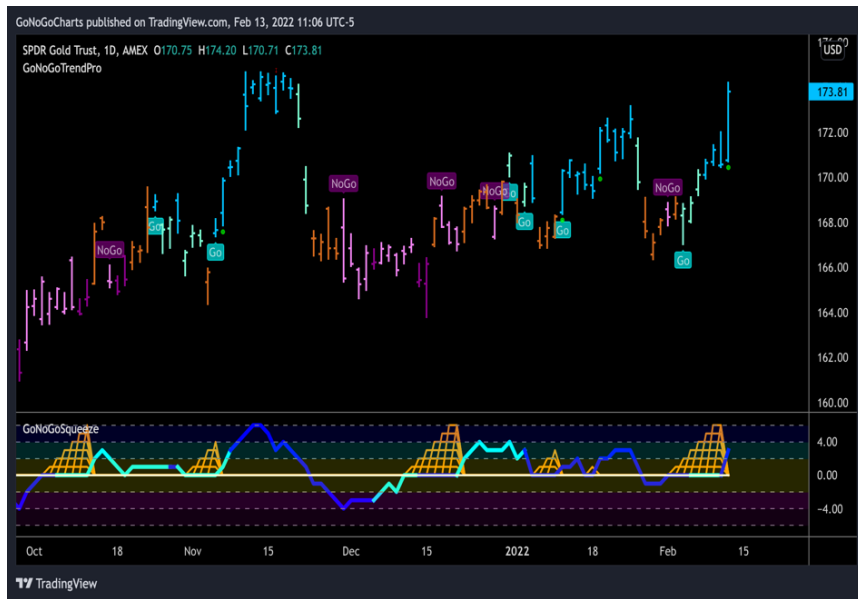 GoNoGoCharts published on TradingView.com, Feb 13, 2022 11:06 UTC-5
SPDR Gold Trust, 1D, AMEX O170.75 H174.20 L170.71 C173.81
GoNoGoTrendPro
176.00
USD
173.81
172.00
170.00
168.00
166.00
164.00
162.00
160.00
NoGo
Go
Go
NoGo
NoGo
NoGo
Go
Go
Go
NoGo
Go
GoNoGoSqueeze
4.00
0.00
−4.00
Oct 18 Nov 15 Dec 15 2022 18 Feb 15
TradingView